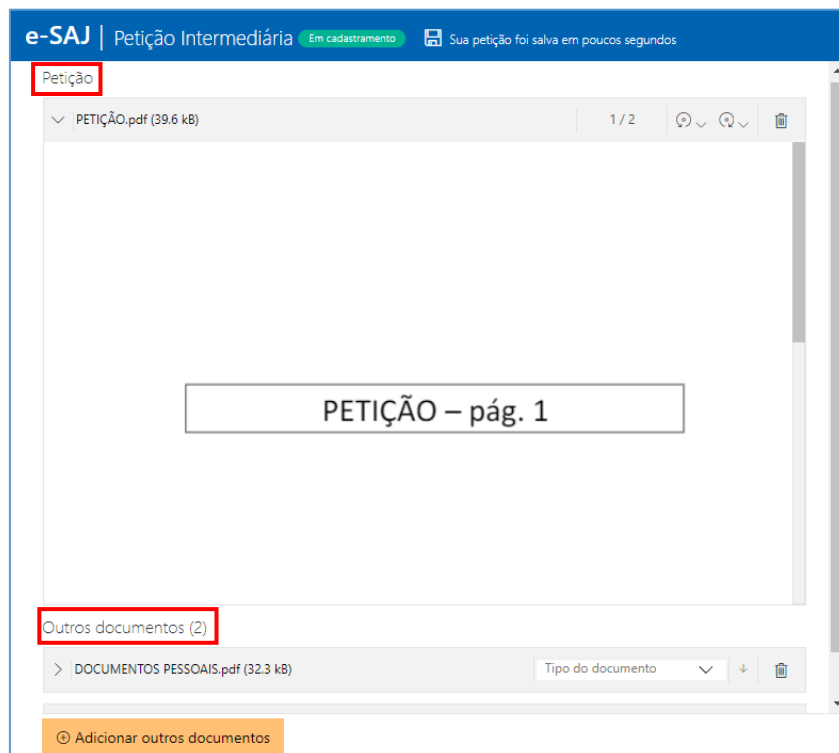 e-SAJ | Petição Intermediária Em cadastramento Sua petição foi salva em poucos segundos
Petição
PETIÇÃO.pdf (39.6 kB) 1 / 2
PETIÇÃO – pág. 1
Outros documentos (2)
DOCUMENTOS PESSOAIS.pdf (32.3 kB) Tipo do documento
Adicionar outros documentos